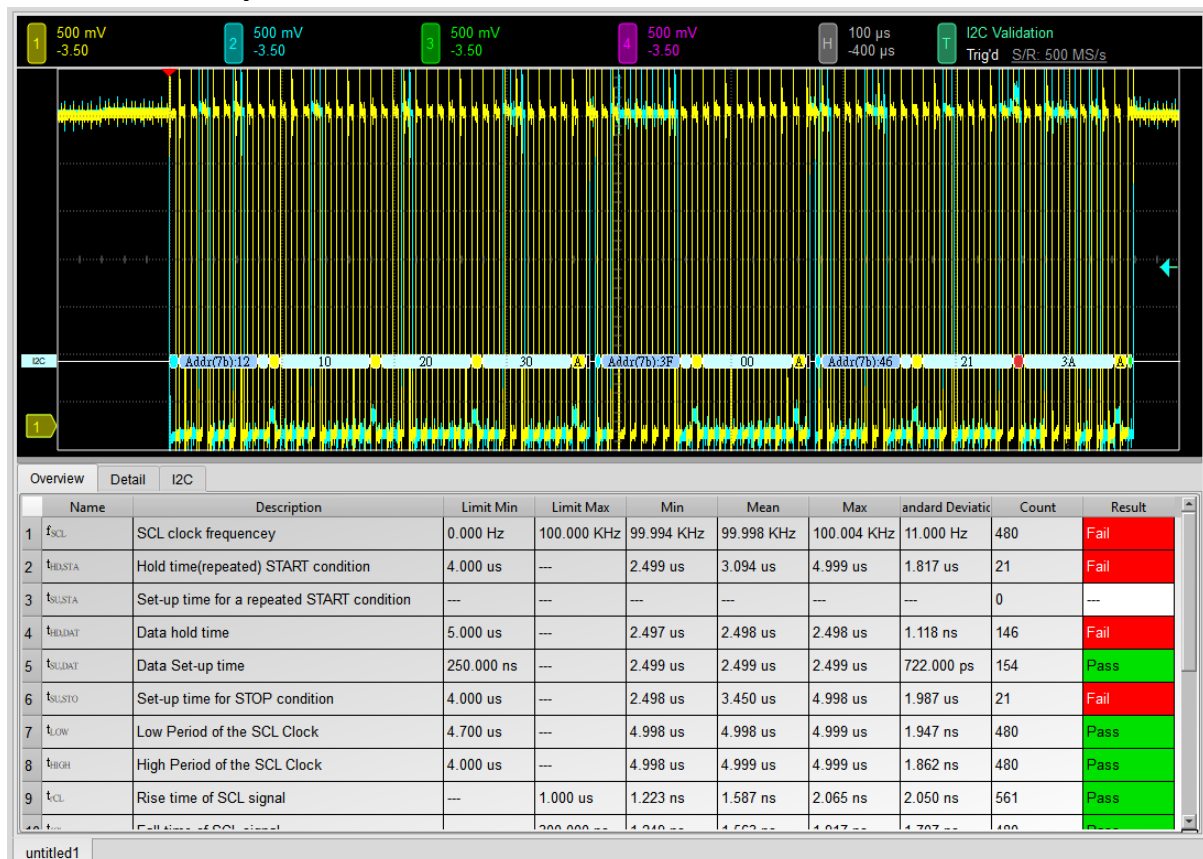 1 500 mV -3.50 2 500 mV -3.50 3 500 mV -3.50 4 500 mV -3.50 H 100 µs -400 µs T I2C Validation Trig'd S/R: 500 MS/s
I2C Addr(7b):12 10 20 30 A Addr(7b):3F 00 A Addr(7b):46 21 3A A
1
Overview Detail I2C
Name Description Limit Min Limit Max Min Mean Max andard Deviatic Count Result
1 fSCL SCL clock frequencey 0.000 Hz 100.000 KHz 99.994 KHz 99.998 KHz 100.004 KHz 11.000 Hz 480 Fail
2 tHD,STA Hold time(repeated) START condition 4.000 us --- 2.499 us 3.094 us 4.999 us 1.817 us 21 Fail
3 tSU,STA Set-up time for a repeated START condition --- --- --- --- --- --- 0 ---
4 tHD,DAT Data hold time 5.000 us --- 2.497 us 2.498 us 2.498 us 1.118 ns 146 Fail
5 tSU,DAT Data Set-up time 250.000 ns --- 2.499 us 2.499 us 2.499 us 722.000 ps 154 Pass
6 tSU,STO Set-up time for STOP condition 4.000 us --- 2.498 us 3.450 us 4.998 us 1.987 us 21 Fail
7 tLOW Low Period of the SCL Clock 4.700 us --- 4.998 us 4.998 us 4.999 us 1.947 ns 480 Pass
8 tHIGH High Period of the SCL Clock 4.000 us --- 4.998 us 4.999 us 4.999 us 1.862 ns 480 Pass
9 trCL Rise time of SCL signal --- 1.000 us 1.223 ns 1.587 ns 2.065 ns 2.050 ns 561 Pass
untitled1